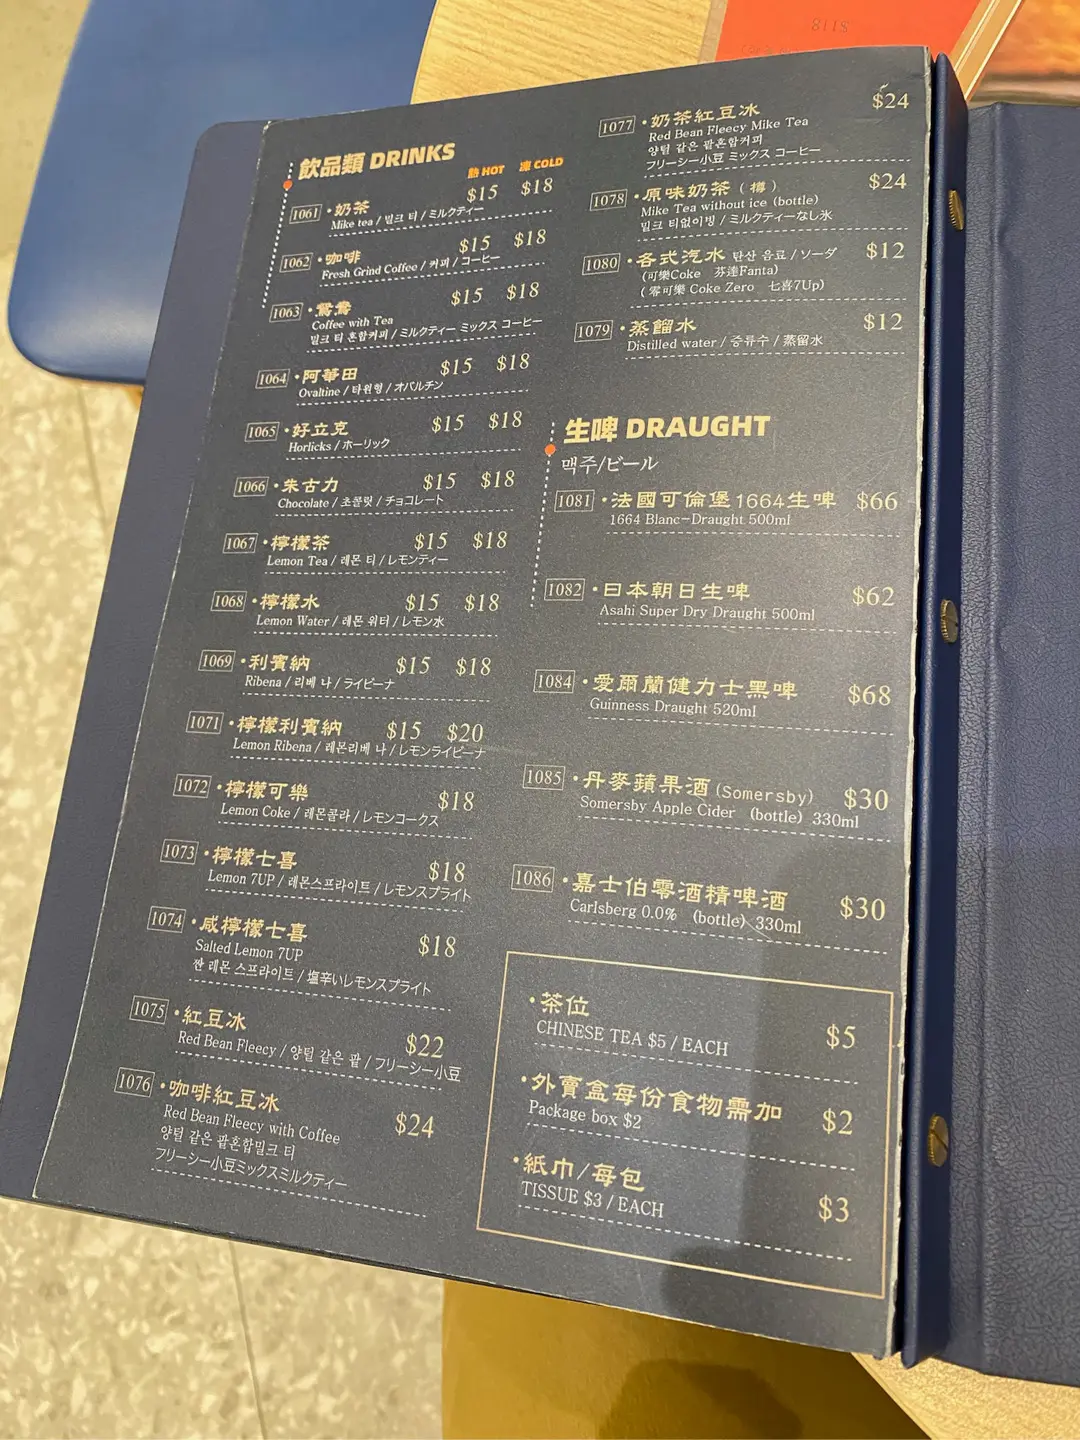 飲品類 DRINKS
熱 HOT 凍 COLD
1061 •奶茶 $15 $18
Mike tea / 밀크 티 / ミルクティー
1062 •咖啡 $15 $18
Fresh Grind Coffee / 커피 / コーヒー
1063 •鴛鴦 $15 $18
Coffee with Tea
밀크 티 혼합커피 / ミルクティー ミックス コーヒー
1064 •阿華田 $15 $18
Ovaltine / 타원형 / オバルチン
1065 •好立克 $15 $18
Horlicks / ホーリック
1066 •朱古力 $15 $18
Chocolate / 초콜릿 / チョコレート
1067 •檸檬茶 $15 $18
Lemon Tea / 레몬 티 / レモンティー
1068 •檸檬水 $15 $18
Lemon Water / 레몬 워터 / レモン水
1069 •利賓納 $15 $18
Ribena / 리베 나 / ライビーナ
1071 •檸檬利賓納 $15 $20
Lemon Ribena / 레몬리베 나 / レモンライビーナ
1072 •檸檬可樂 $18
Lemon Coke / 레몬콜라 / レモンコークス
1073 •檸檬七喜 $18
Lemon 7UP / 레몬스프라이트 / レモンスプライト
1074 •咸檸檬七喜 $18
Salted Lemon 7UP
짠 레몬 스프라이트 / 塩辛いレモンスプライト
1075 •紅豆冰 $22
Red Bean Fleecy / 양털 같은 팥 / フリーシー小豆
1076 •咖啡紅豆冰 $24
Red Bean Fleecy with Coffee
양털 같은 팥혼합밀크 티
フリーシー小豆ミックスミルクティー
1077 •奶茶紅豆冰 $24
Red Bean Fleecy Mike Tea
양털 같은 팥혼합커피
フリーシー小豆 ミックス コーヒー
1078 •原味奶茶 ( 樽 ) $24
Mike Tea without ice (bottle)
밀크 티없이빙 / ミルクティーなし氷
1080 •各式汽水 탄산 음료 / ソーダ $12
(可樂Coke 芬達Fanta)
( 零可樂 Coke Zero 七喜7Up)
1079 •蒸餾水 $12
Distilled water / 증류수 / 蒸留水
生啤 DRAUGHT
맥주/ビール
1081 •法國可倫堡1664生啤 $66
1664 Blanc-Draught 500ml
1082 •日本朝日生啤 $62
Asahi Super Dry Draught 500ml
1084 •愛爾蘭健力士黑啤 $68
Guinness Draught 520ml
1085 •丹麥蘋果酒(Somersby) $30
Somersby Apple Cider (bottle) 330ml
1086 •嘉士伯零酒精啤酒 $30
Carlsberg 0.0% (bottle) 330ml
•茶位 $5
CHINESE TEA $5 / EACH
•外賣盒每份食物需加 $2
Package box $2
•紙巾/每包 $3
TISSUE $3 / EACH
$118